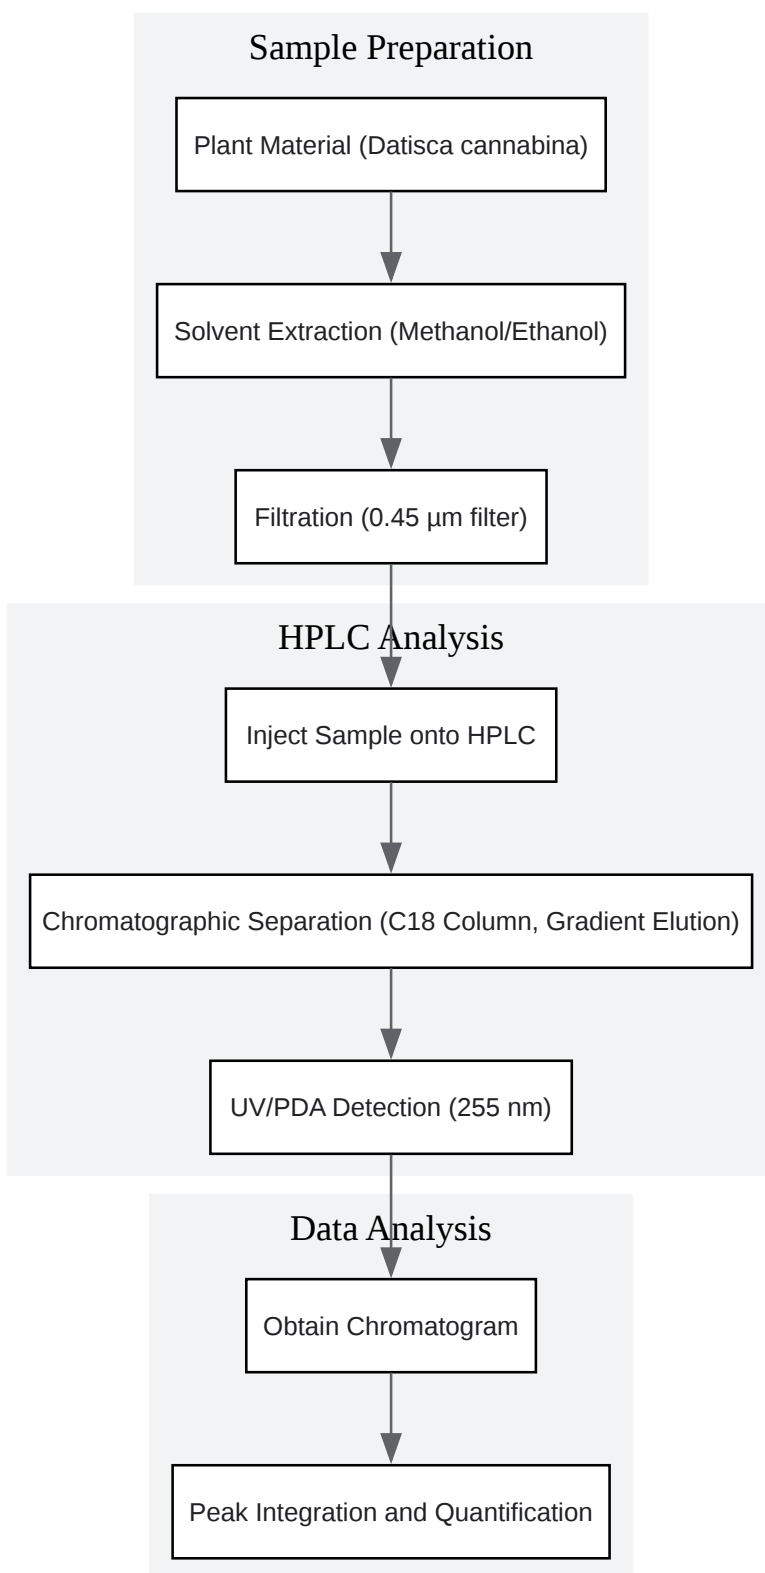 Sample Preparation
Plant Material (Datisca cannabina)
Solvent Extraction (Methanol/Ethanol)
Filtration (0.45 µm filter)
HPLC Analysis
Inject Sample onto HPLC
Chromatographic Separation (C18 Column, Gradient Elution)
UV/PDA Detection (255 nm)
Data Analysis
Obtain Chromatogram
Peak Integration and Quantification